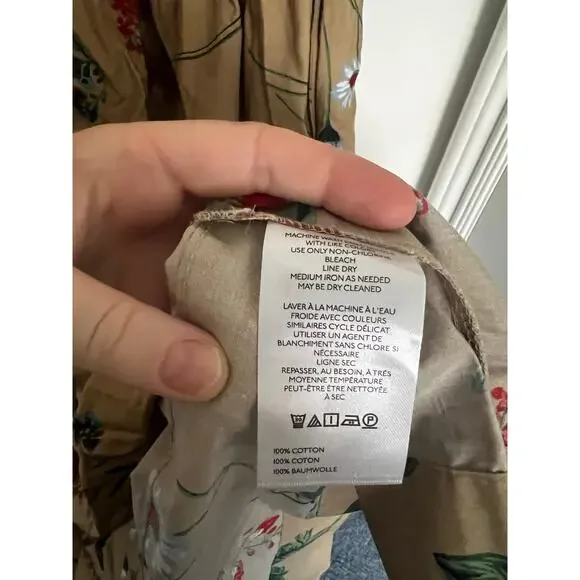 MACHINE WASH
WITH LIKE COLORS
USE ONLY NON-CHLORINE
BLEACH
LINE DRY
MEDIUM IRON AS NEEDED
MAY BE DRY CLEANED
LAVER À LA MACHINE À L'EAU
FROIDE AVEC COULEURS
SIMILAIRES CYCLE DÉLICAT.
UTILISER UN AGENT DE
BLANCHIMENT SANS CHLORE SI
NÉCESSAIRE
LIGNE SEC
REPASSER, AU BESOIN, À TRÈS
MOYENNE TEMPÉRATURE
PEUT-ÊTRE ÊTRE NETTOYÉE
À SEC
30 P
100% COTTON
100% COTON
100% BAUMWOLLE